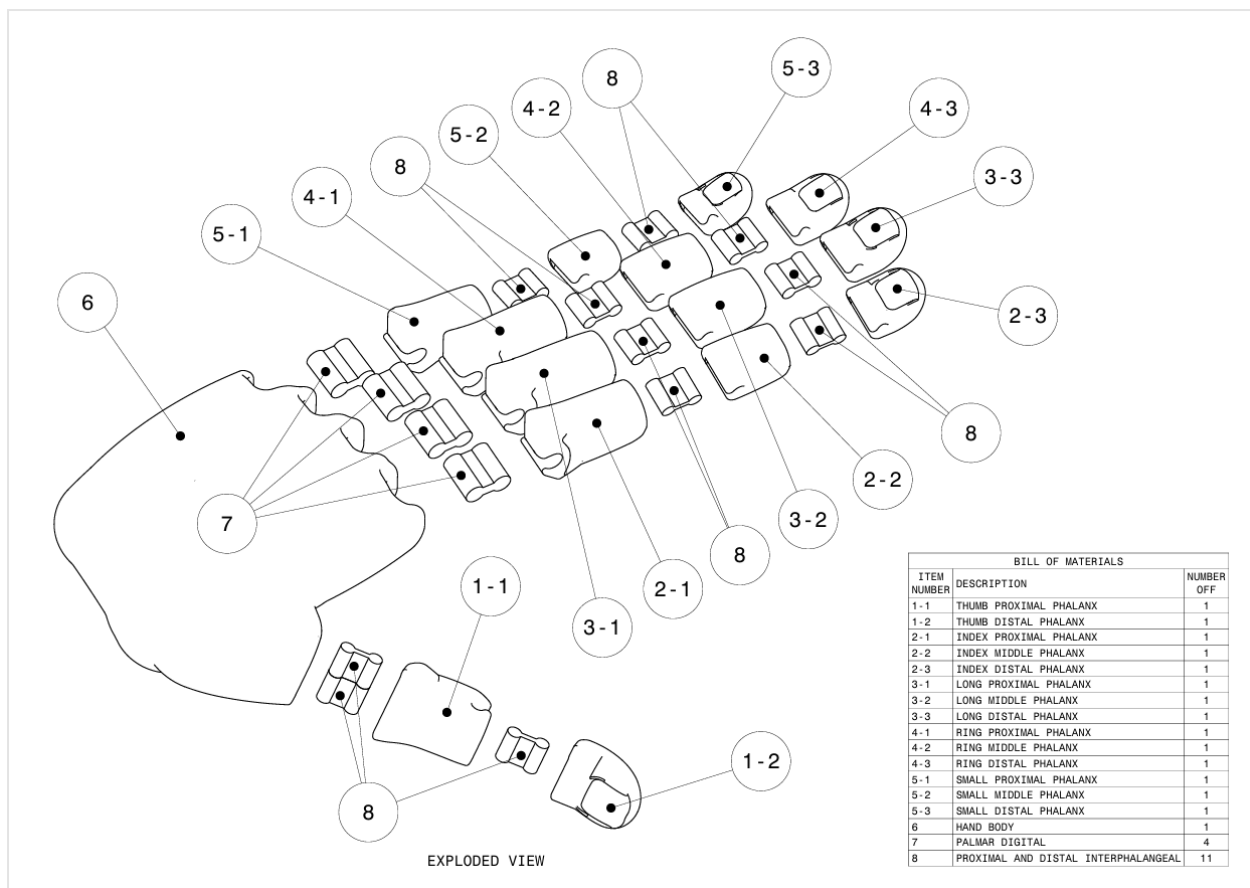 8
5-3
4-2
4-3
5-2
8
3-3
4-1
5-1
6
2-3
8
2-2
7
3-2
8
1-1
2-1
3-1
1-2
8
EXPLODED VIEW
BILL OF MATERIALS
ITEM NUMBER DESCRIPTION NUMBER OFF
1-1 THUMB PROXIMAL PHALANX 1
1-2 THUMB DISTAL PHALANX 1
2-1 INDEX PROXIMAL PHALANX 1
2-2 INDEX MIDDLE PHALANX 1
2-3 INDEX DISTAL PHALANX 1
3-1 LONG PROXIMAL PHALANX 1
3-2 LONG MIDDLE PHALANX 1
3-3 LONG DISTAL PHALANX 1
4-1 RING PROXIMAL PHALANX 1
4-2 RING MIDDLE PHALANX 1
4-3 RING DISTAL PHALANX 1
5-1 SMALL PROXIMAL PHALANX 1
5-2 SMALL MIDDLE PHALANX 1
5-3 SMALL DISTAL PHALANX 1
6 HAND BODY 1
7 PALMAR DIGITAL 4
8 PROXIMAL AND DISTAL INTERPHALANGEAL 11